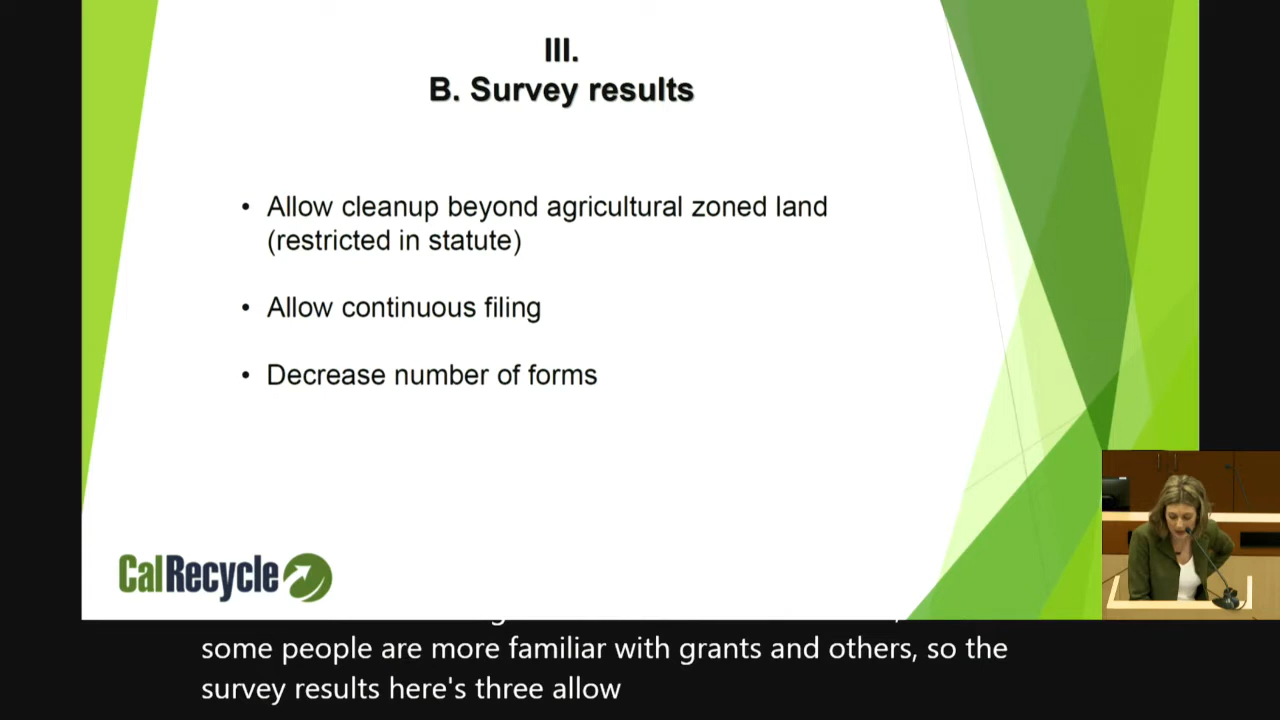 III.
B. Survey results
• Allow cleanup beyond agricultural zoned land
(restricted in statute)
• Allow continuous filing
• Decrease number of forms
CalRecycle
some people are more familiar with grants and others, so the
survey results here's three allow